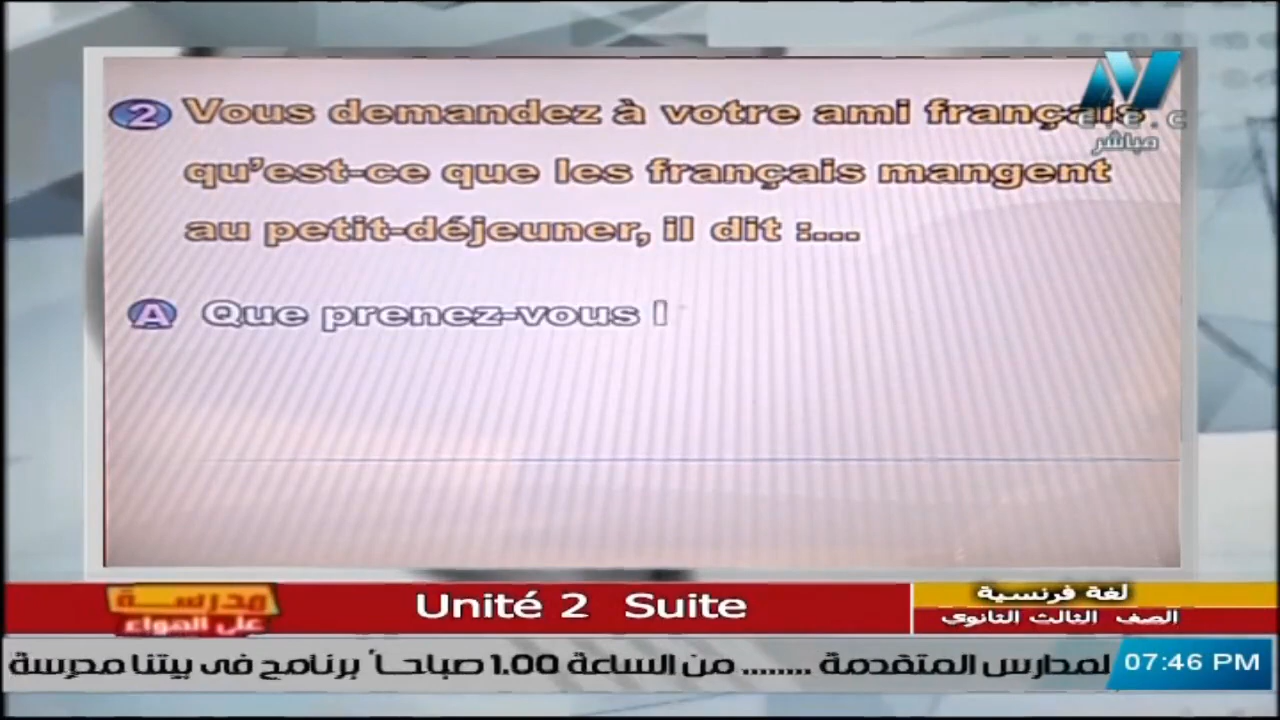 2 Vous demandez à votre ami français
qu'est-ce que les français mangent
au petit-déjeuner, il dit :...
A Que prenez-vous l
e.e.c
مباشر
لغة فرنسية
الصف الثالث الثانوى
Unité 2 Suite
مدرسة
على الهواء
لمدارس المتقدمة ........ من الساعة 1.00 صباحاً برنامج فى بيتنا مدرسة
07:46 PM